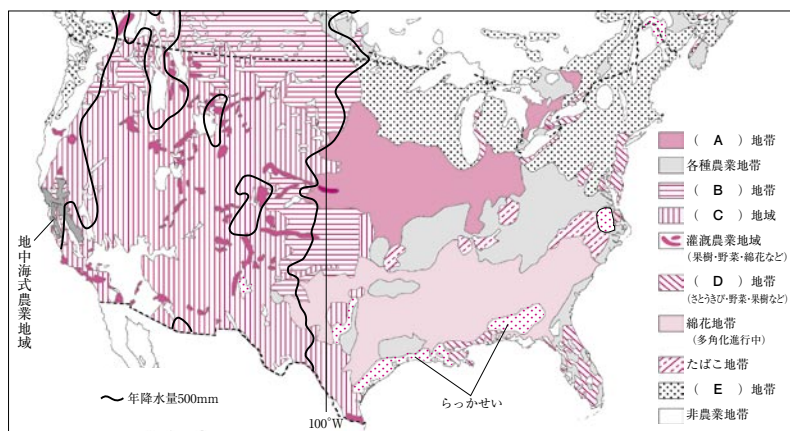 地中海式農業地域
年降水量500mm
100°W
らっかせい
( A )地帯
各種農業地帯
( B )地帯
( C )地域
灌漑農業地域
(果樹・野菜・綿花など)
( D )地帯
(さとうきび・野菜・果樹など)
綿花地帯
(多角化進行中)
たばこ地帯
( E )地帯
非農業地帯